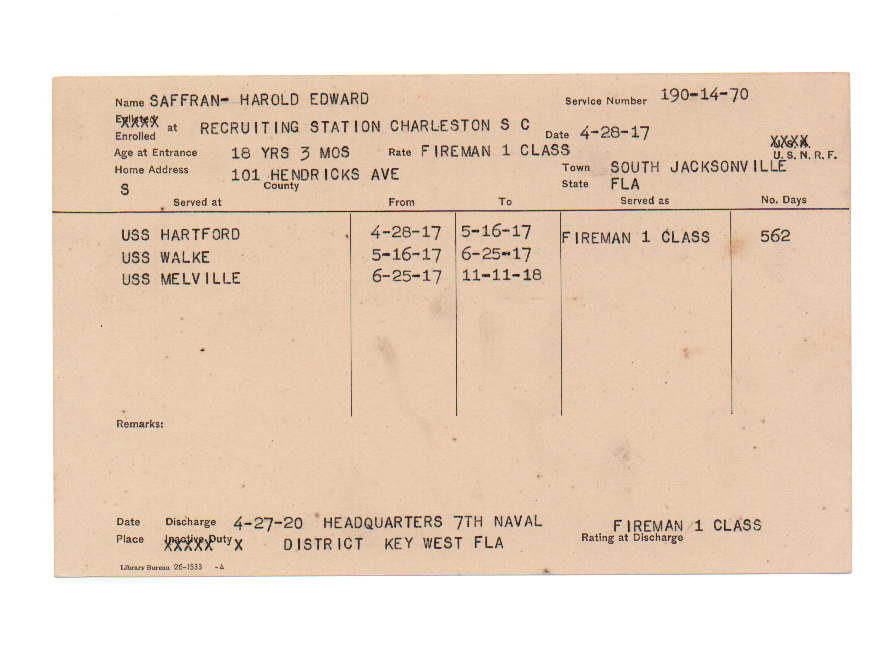 Name SAFFRAN- HAROLD EDWARD Service Number 190-14-70
Enlisted XXXX
Enrolled at RECRUITING STATION CHARLESTON S C Date 4-28-17 U.S.N. XXXX
Age at Entrance 18 YRS 3 MOS Rate FIREMAN 1 CLASS U. S. N. R. F.
Home Address 101 HENDRICKS AVE Town SOUTH JACKSONVILLE
S County State FLA
Served at From To Served as No. Days
USS HARTFORD 4-28-17 5-16-17 FIREMAN 1 CLASS 562
USS WALKE 5-16-17 6-25-17
USS MELVILLE 6-25-17 11-11-18
Remarks:
Date Discharge 4-27-20 HEADQUARTERS 7TH NAVAL FIREMAN 1 CLASS
Place Inactive Duty XXXXX X DISTRICT KEY WEST FLA Rating at Discharge
Library Bureau 26-1533 -A